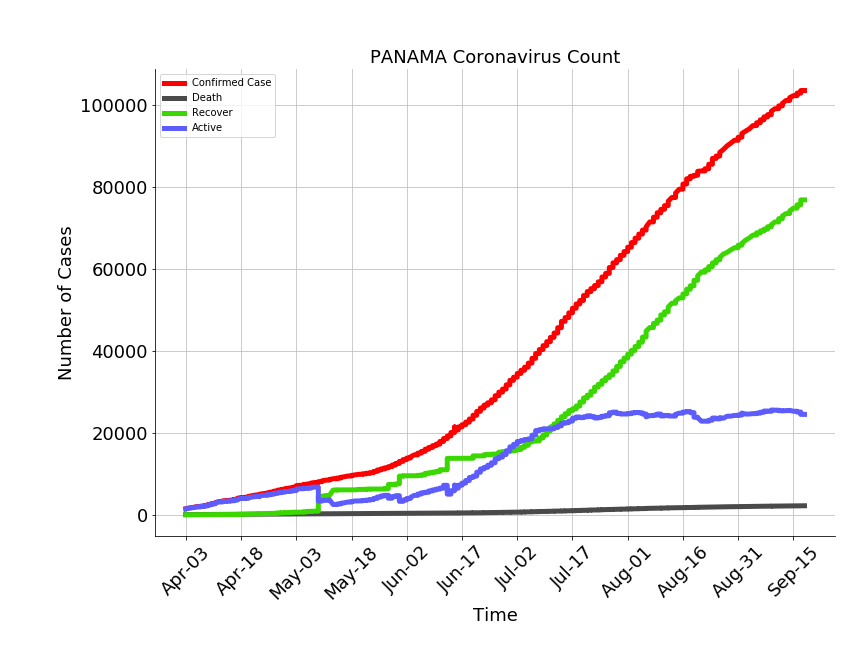 PANAMA Coronavirus Count
Confirmed Case
Death
Recover
Active
100000
80000
60000
40000
20000
0
Number of Cases
Apr-03
Apr-18
May-03
May-18
Jun-02
Jun-17
Jul-02
Jul-17
Aug-01
Aug-16
Aug-31
Sep-15
Time